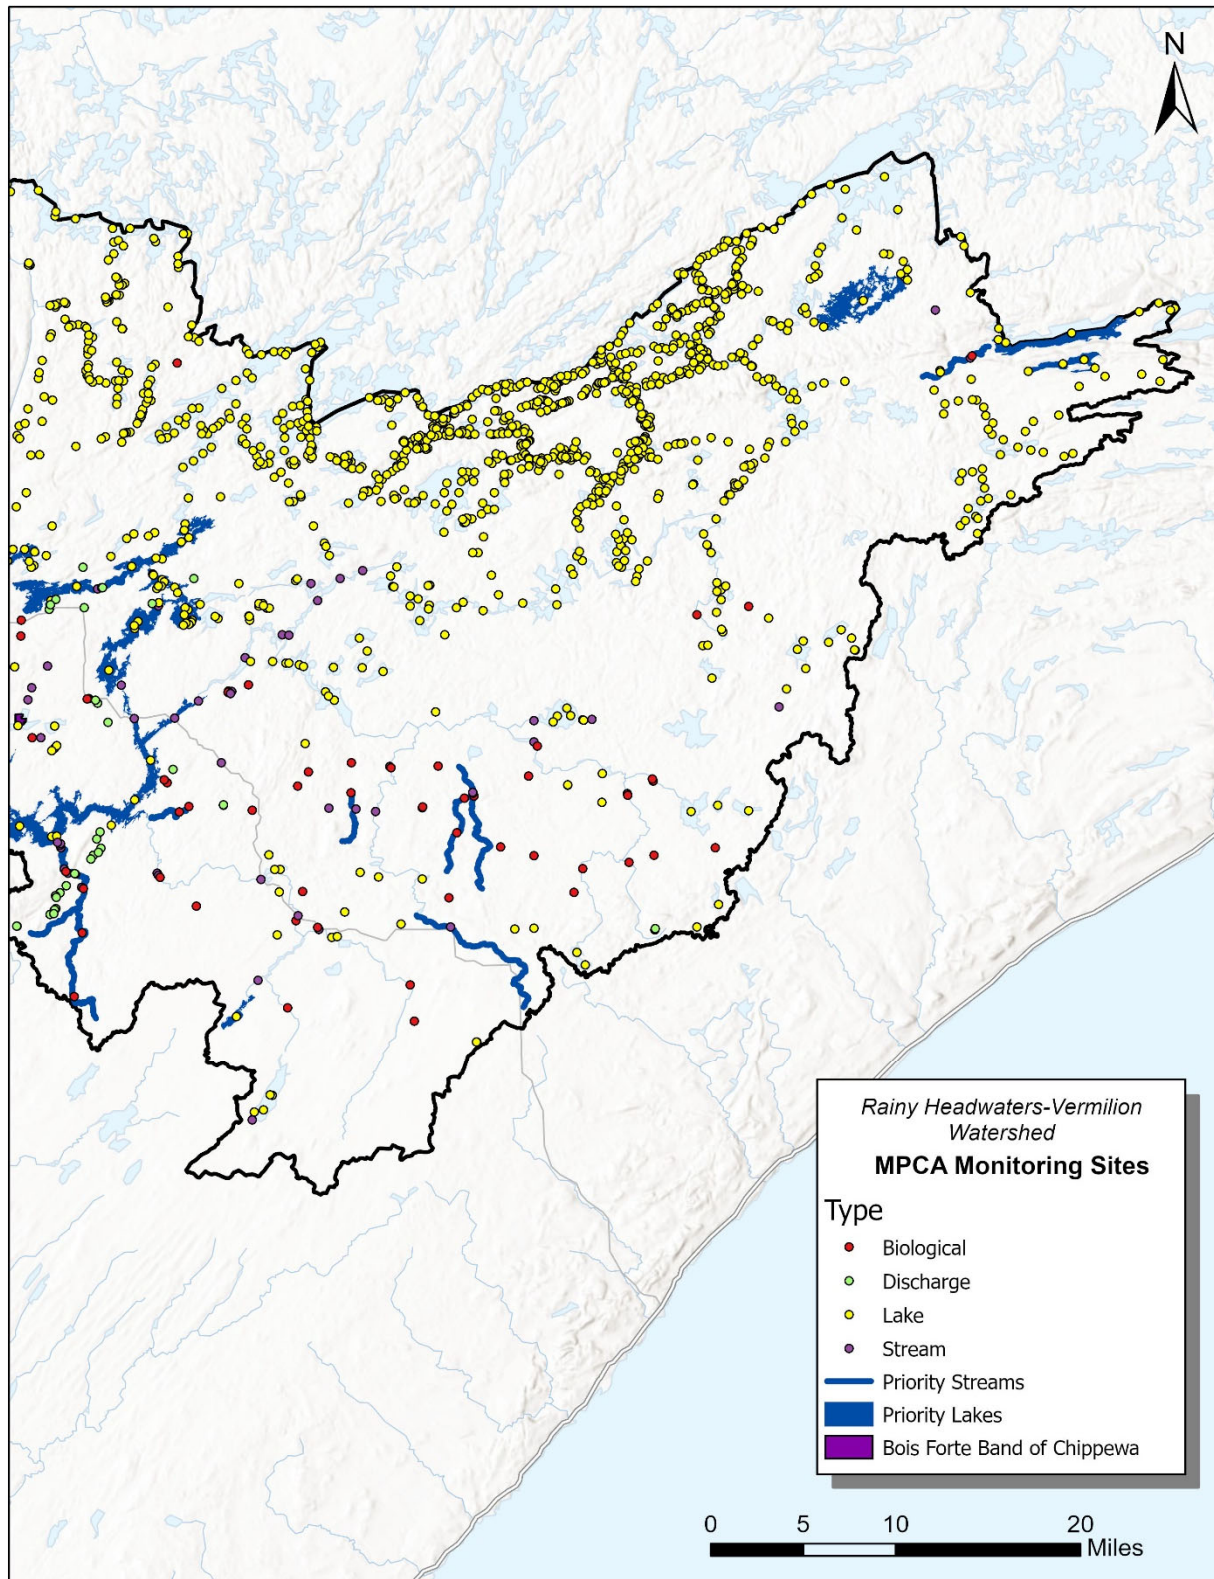 N
Rainy Headwaters-Vermilion
Watershed
MPCA Monitoring Sites
Type
Biological
Discharge
Lake
Stream
Priority Streams
Priority Lakes
Bois Forte Band of Chippewa
0 5 10 20
Miles